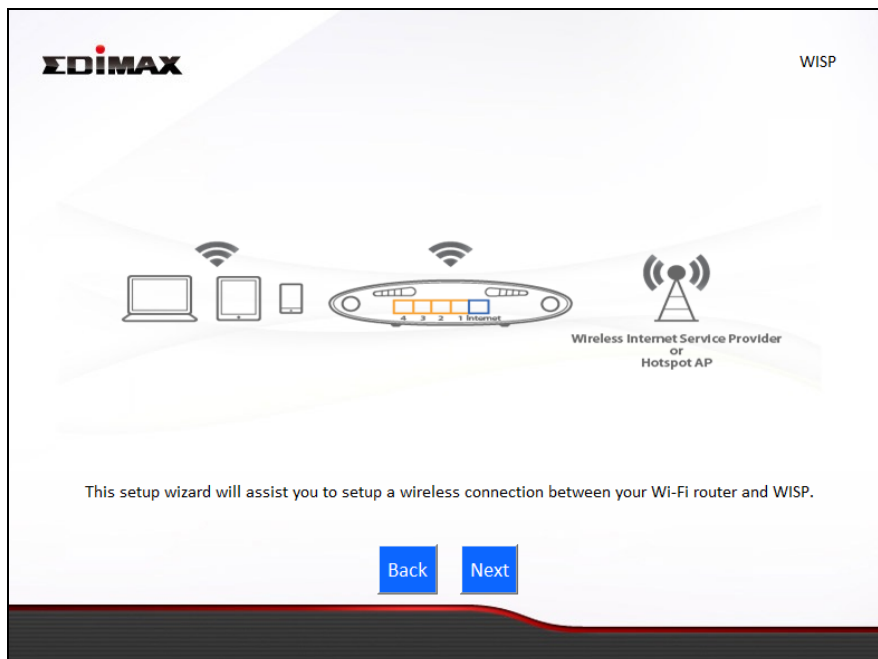 EDIMAX
WISP
4 3 2 1 Internet
Wireless Internet Service Provider
or
Hotspot AP
This setup wizard will assist you to setup a wireless connection between your Wi-Fi router and WISP.
Back Next